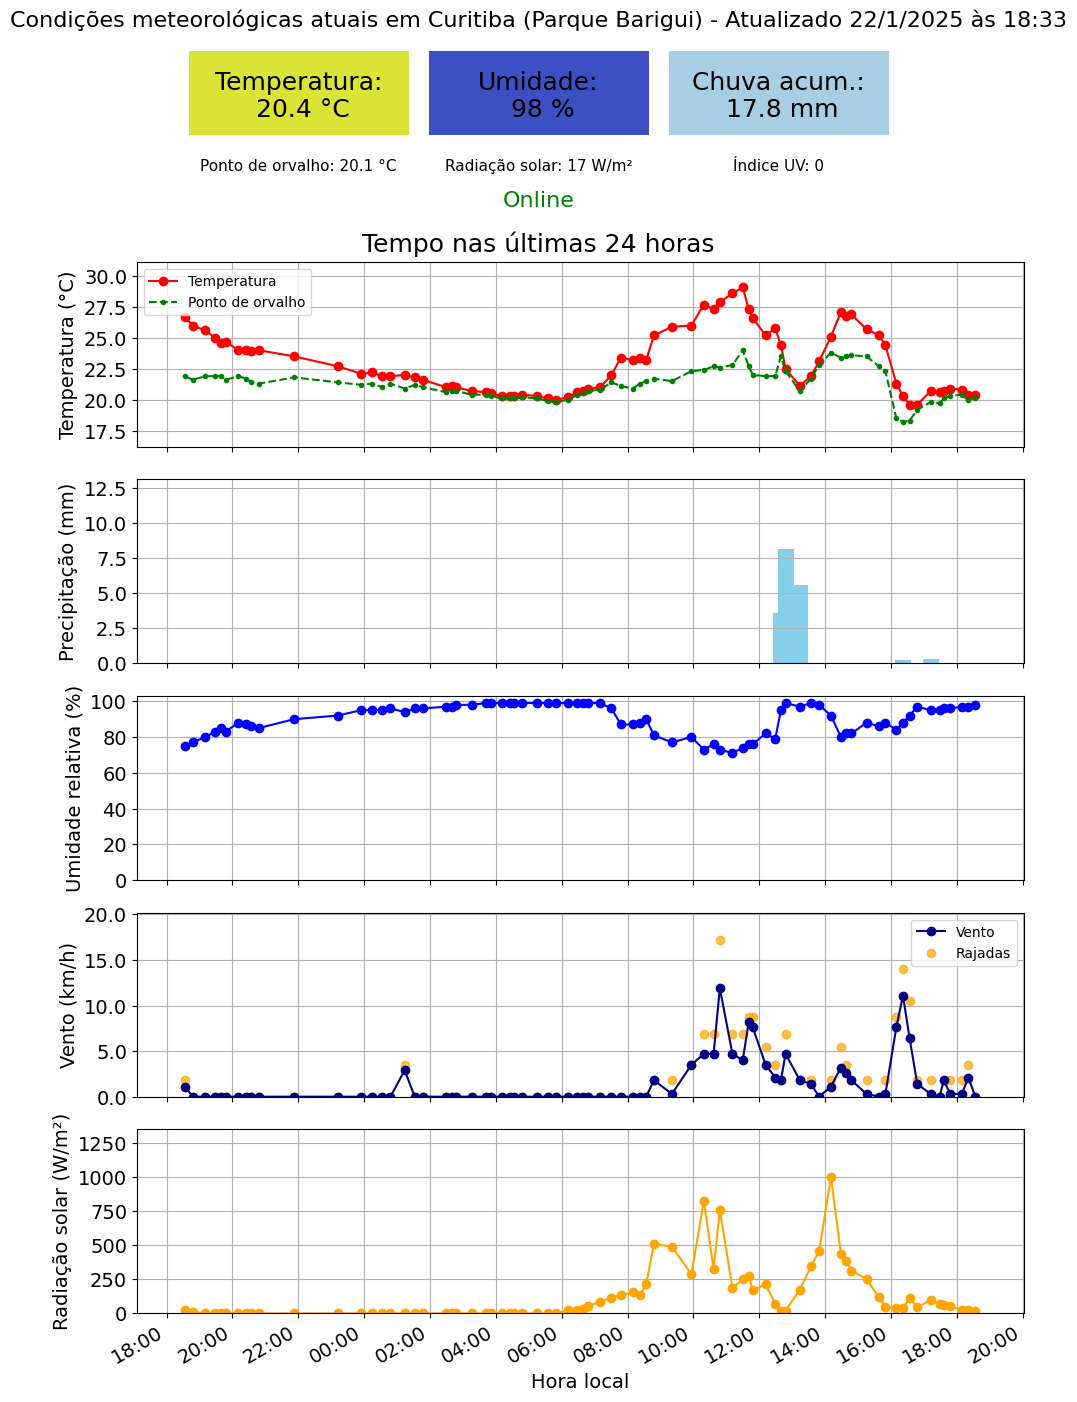 Condições meteorológicas atuais em Curitiba (Parque Barigui) - Atualizado 22/1/2025 às 18:33
Temperatura:
20.4 °C
Umidade:
98 %
Chuva acum.:
17.8 mm
Ponto de orvalho: 20.1 °C
Radiação solar: 17 W/m²
Índice UV: 0
Online
Tempo nas últimas 24 horas
Temperatura (°C)
30.0
27.5
25.0
22.5
20.0
17.5
Temperatura
Ponto de orvalho
Precipitação (mm)
12.5
10.0
7.5
5.0
2.5
0.0
Umidade relativa (%)
100
80
60
40
20
0
Vento (km/h)
20.0
15.0
10.0
5.0
0.0
Vento
Rajadas
Radiação solar (W/m²)
1250
1000
750
500
250
0
18:00
20:00
22:00
00:00
02:00
04:00
06:00
08:00
10:00
12:00
14:00
16:00
18:00
20:00
Hora local